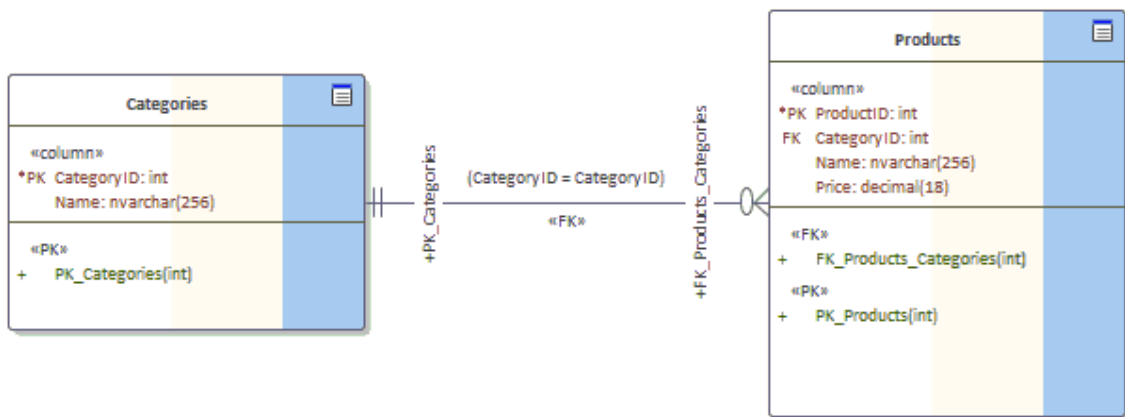 Categories
«column»
*PK CategoryID: int
Name: nvarchar(256)
«PK»
+ PK_Categories(int)
+PK_Categories
(CategoryID = CategoryID)
«FK»
+FK_Products_Categories
Products
«column»
*PK ProductID: int
FK CategoryID: int
Name: nvarchar(256)
Price: decimal(18)
«FK»
+ FK_Products_Categories(int)
«PK»
+ PK_Products(int)